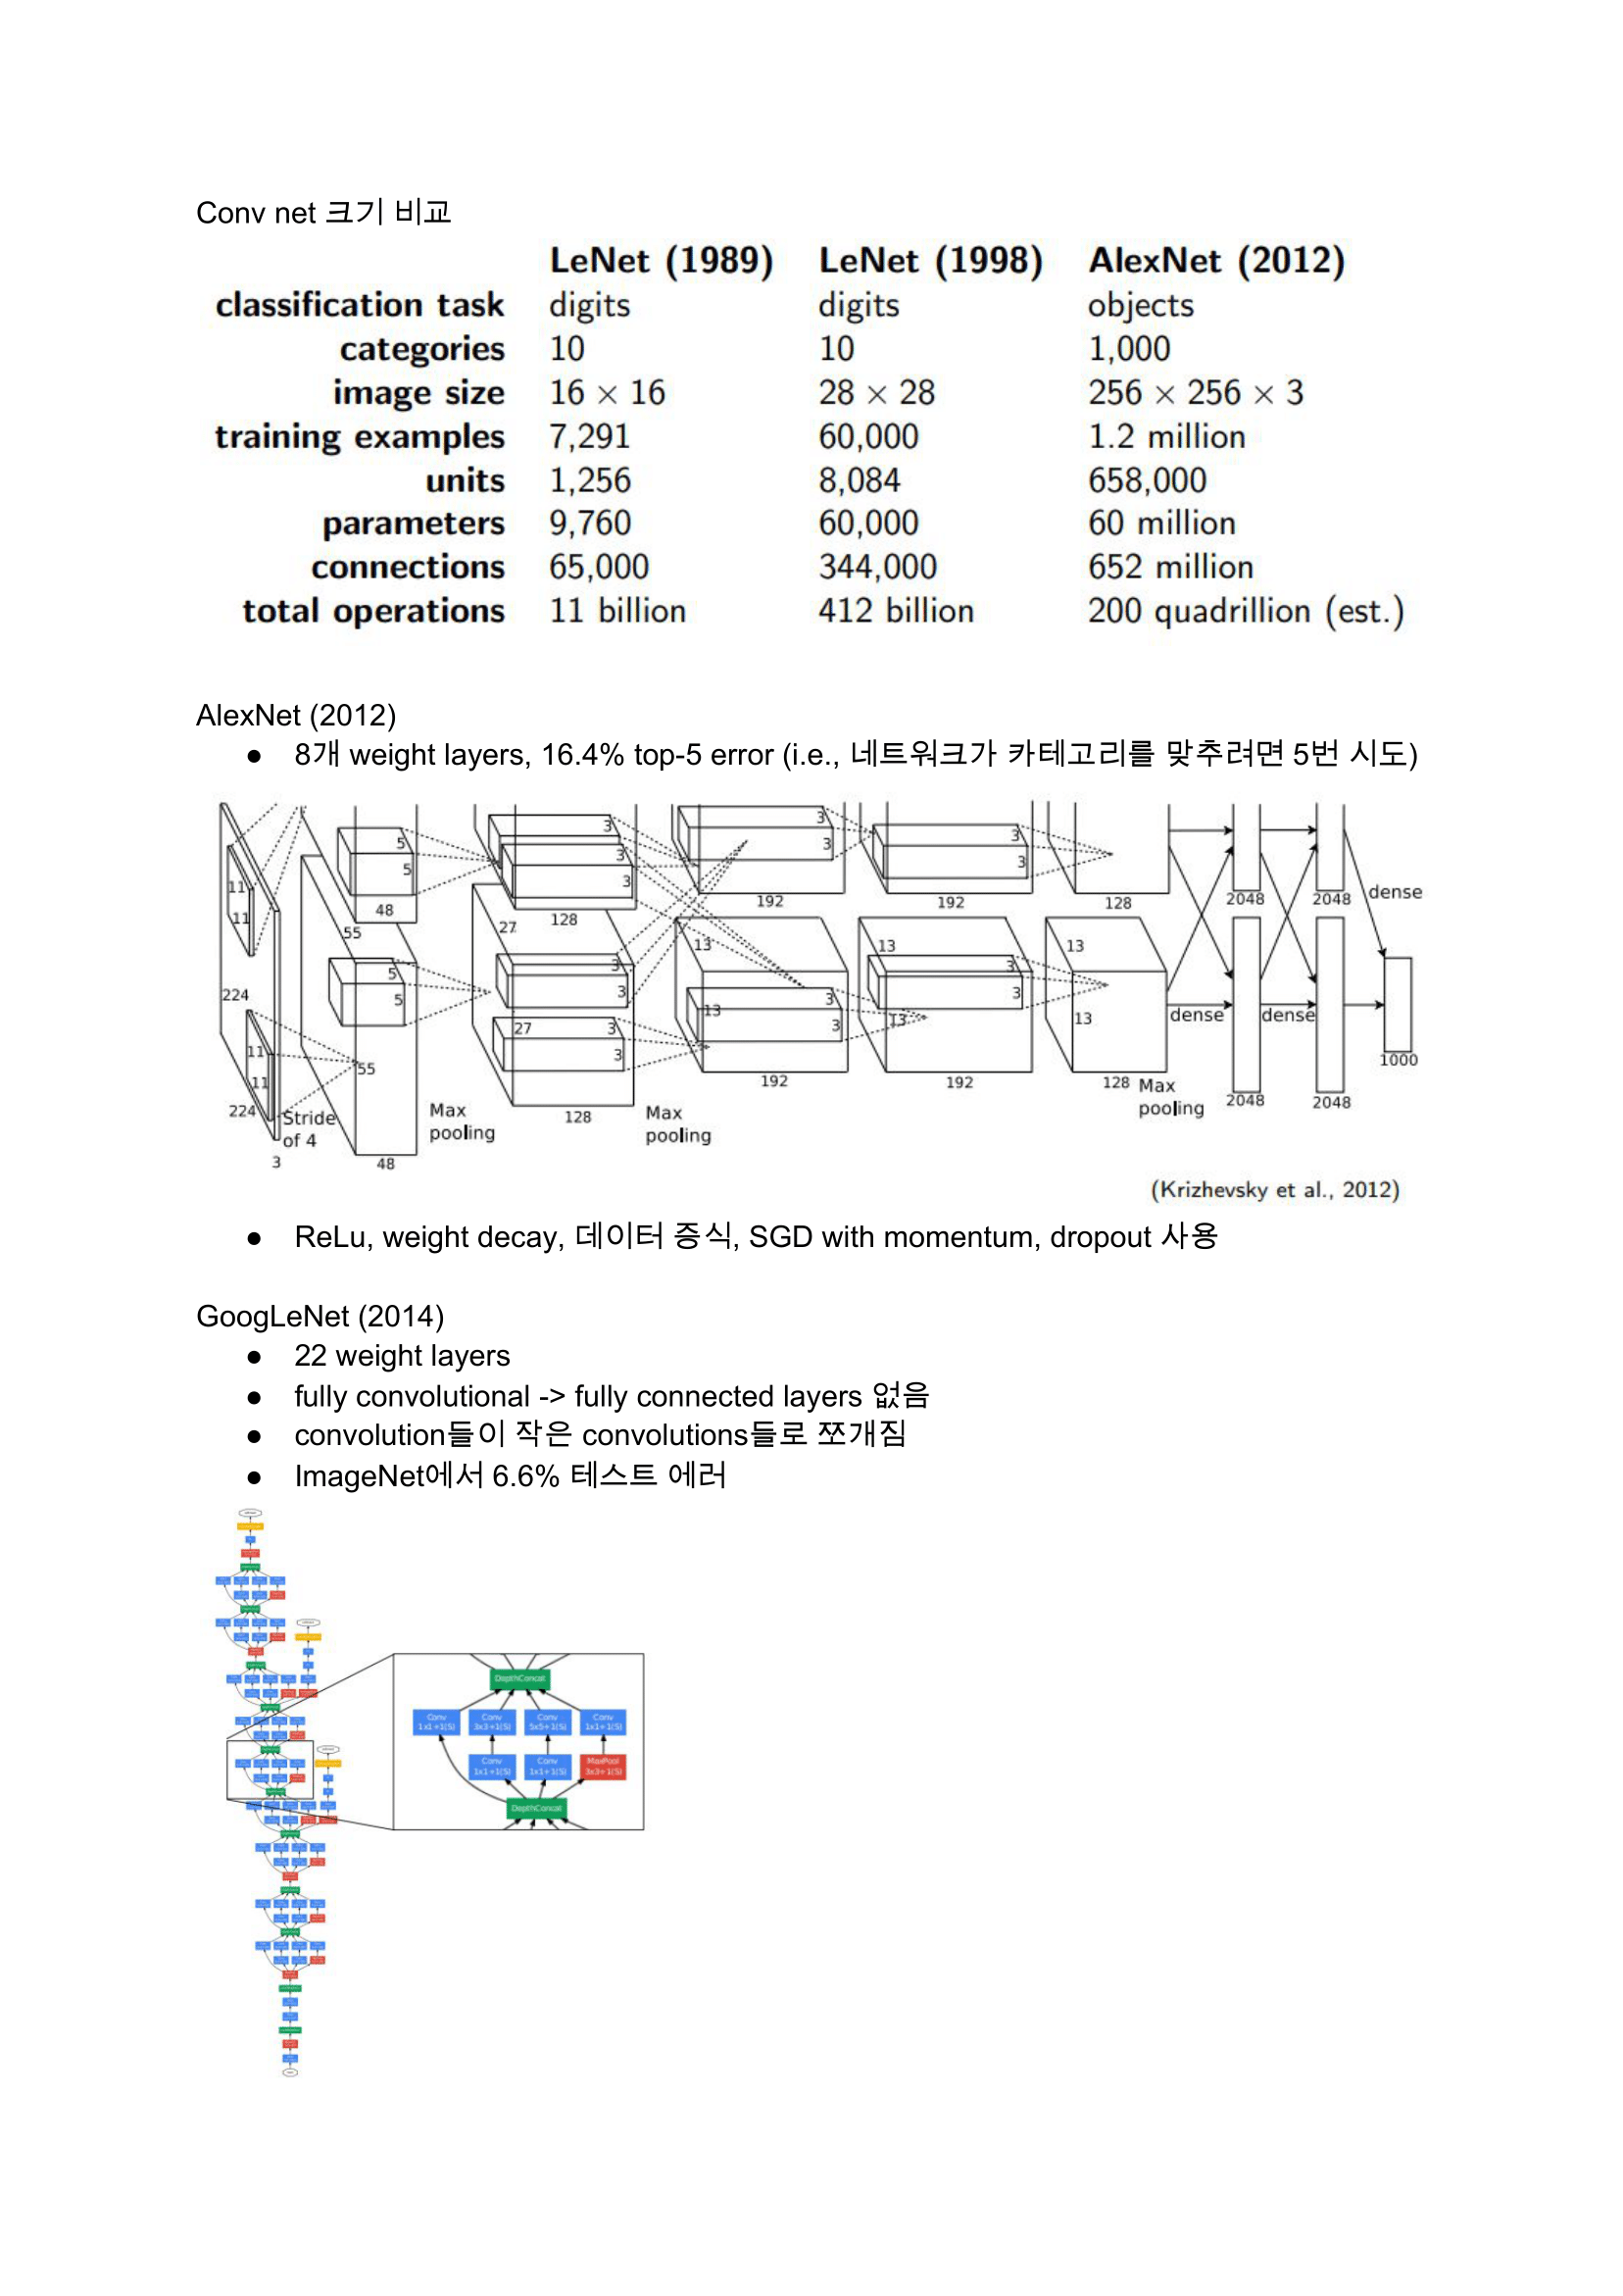 Conv net 크기 비교
LeNet (1989) LeNet (1998) AlexNet (2012)
classification task digits digits objects
categories 10 10 1,000
image size 16 × 16 28 × 28 256 × 256 × 3
training examples 7,291 60,000 1.2 million
units 1,256 8,084 658,000
parameters 9,760 60,000 60 million
connections 65,000 344,000 652 million
total operations 11 billion 412 billion 200 quadrillion (est.)
AlexNet (2012)
● 8개 weight layers, 16.4% top-5 error (i.e., 네트워크가 카테고리를 맞추려면 5번 시도)
11 11 5 5 48 55 3 3 3 128 27 3 3 192 3 3 192 128 2048 2048 dense
224 11 11 5 5 55 27 3 3 3 3 13 13 3 3 13 13 3 3 13 13 dense dense 1000
224 Stride of 4 3 48 Max pooling 128 Max pooling 192 192 128 Max pooling 2048 2048
(Krizhevsky et al., 2012)
● ReLu, weight decay, 데이터 증식, SGD with momentum, dropout 사용
GoogLeNet (2014)
● 22 weight layers
● fully convolutional -> fully connected layers 없음
● convolution들이 작은 convolutions들로 쪼개짐
● ImageNet에서 6.6% 테스트 에러
DepthConcat
Conv Conv Conv Conv
1x1+1(S) 3x3+1(S) 5x5+1(S) 1x1+1(S)
Conv Conv MaxPool
1x1+1(S) 1x1+1(S) 3x3+1(S)
DepthConcat